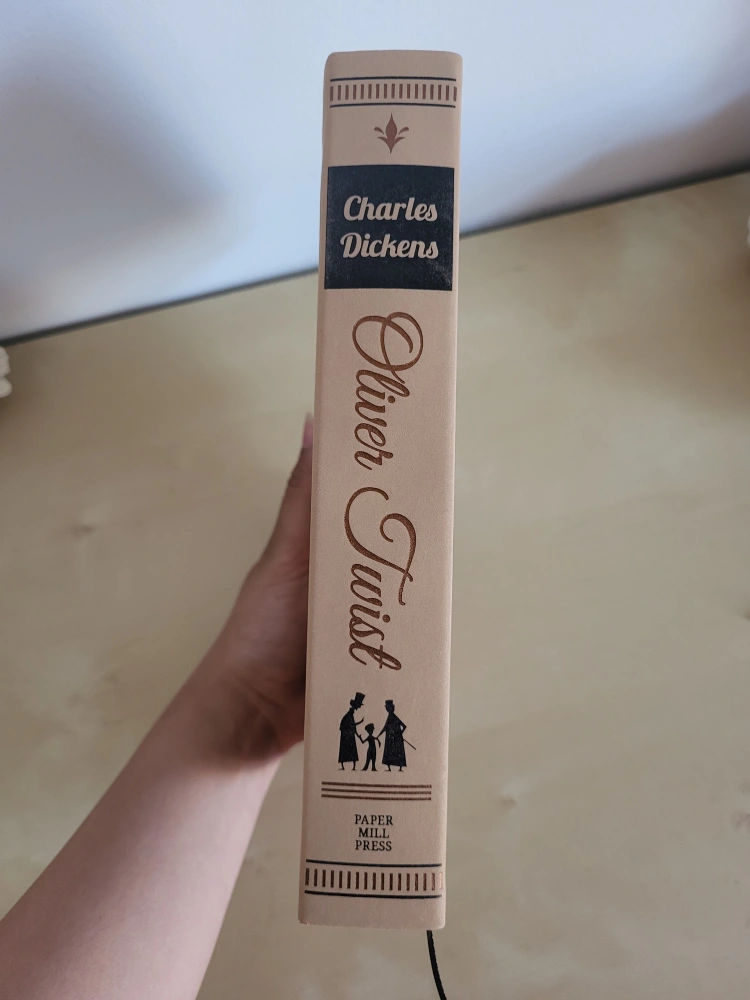 Charles
Dickens
Oliver Twist
PAPER
MILL
PRESS